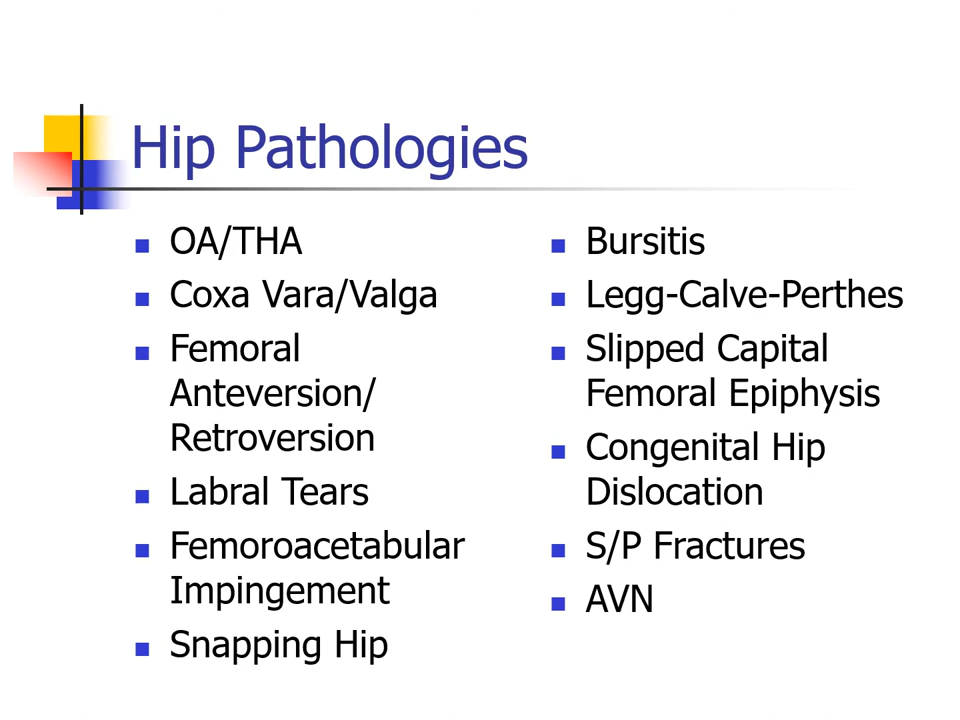 Hip Pathologies
OA/THA
Coxa Vara/Valga
Femoral
Anteversion/
Retroversion
Labral Tears
Femoroacetabular
Impingement
Snapping Hip
Bursitis
Legg-Calve-Perthes
Slipped Capital
Femoral Epiphysis
Congenital Hip
Dislocation
S/P Fractures
AVN